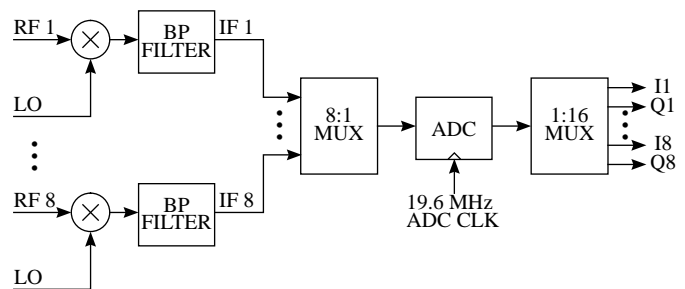 RF 1
BP
FILTER
IF 1
LO
8:1
MUX
ADC
1:16
MUX
I1
Q1
I8
Q8
19.6 MHz
ADC CLK
RF 8
BP
FILTER
IF 8
LO